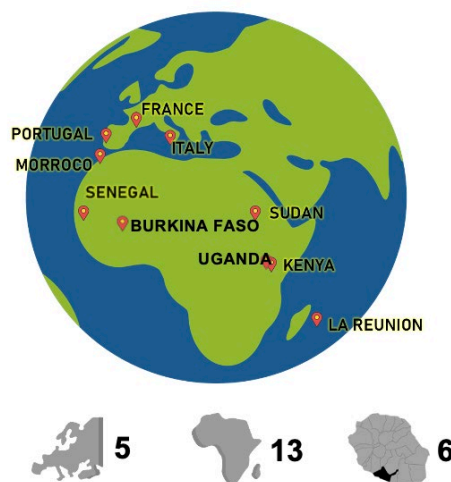 FRANCE
PORTUGAL
ITALY
MORROCO
SENEGAL
SUDAN
BURKINA FASO
UGANDA
KENYA
LA REUNION
5
13
6